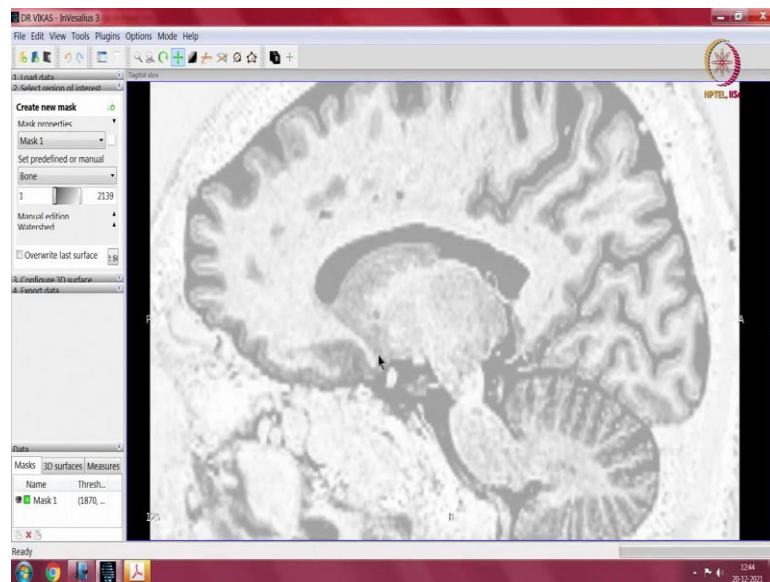 DR VIKAS - InVesalius 3
File Edit View Tools Plugins Options Mode Help
NPTEL, IISc
1. Load data
Sagital slice
2. Select region of interest
Create new mask
Mask properties
Mask 1
Set predefined or manual
Bone
1 2139
Manual edition
Watershed
Overwrite last surface
3. Configure 3D surface
4. Export data
P A
Data
Masks 3D surfaces Measures
Name Thresh...
Mask 1 (1870, ...
Ready
12:44
20-12-2021